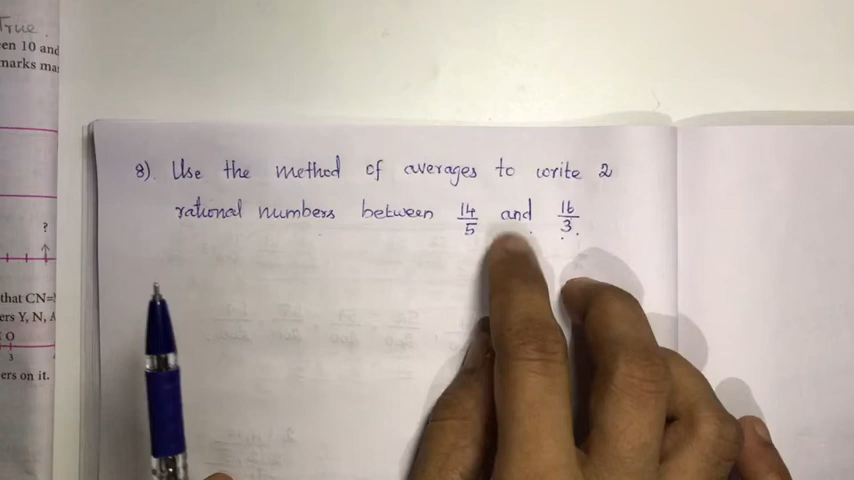 True.
en 10 and
marks ma
?
that CN=
ers Y, N, A
O
3
ers on it.
8). Use the method of averages to write 2
rational numbers between 14/5 and 16/3.